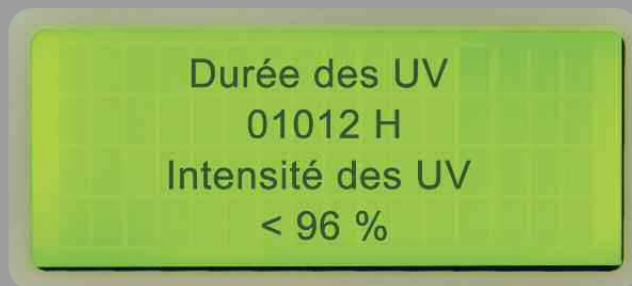 Durée des UV
01012 H
Intensité des UV
< 96 %